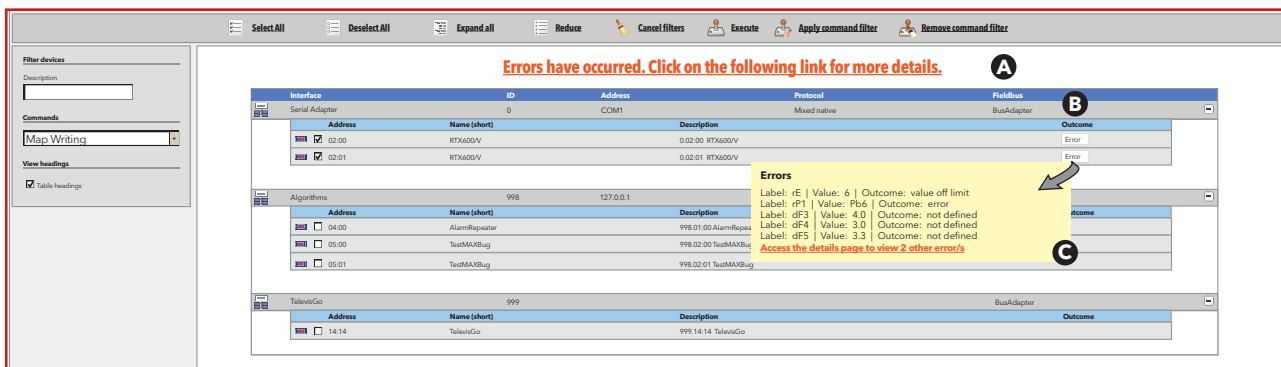 Select All Deselect All Expand all Reduce Cancel filters Execute Apply command filter Remove command filter
Filter devices
Description
Commands
Map Writing
View headings
Table headings
Errors have occurred. Click on the following link for more details. A
Interface ID Address Protocol Fieldbus
B
Serial Adapter 0 COM1 Mixed native BusAdapter
Address Name (short) Description Outcome
02:00 RTX600/V 0.02:00 RTX600/V Error
02:01 RTX600/V 0.02:01 RTX600/V Error
Errors
Label: rE | Value: 6 | Outcome: value off limit
Label: rP1 | Value: Pb6 | Outcome: error
Label: dF3 | Value: 4.0 | Outcome: not defined
Label: dF4 | Value: 3.0 | Outcome: not defined
Label: dF5 | Value: 3.3 | Outcome: not defined
Access the details page to view 2 other error/s
C
Algorithms 998 127.0.0.1
Address Name (short) Description tcome
04:00 AlarmRepeater 998.01:00 AlarmRepea
05:00 TestMAXBug 998.02:00 TestMAXBug
05:01 TestMAXBug 998.02:01 TestMAXBug
TelevisGo 999 BusAdapter
Address Name (short) Description Outcome
14:14 TelevisGo 999.14:14 TelevisGo